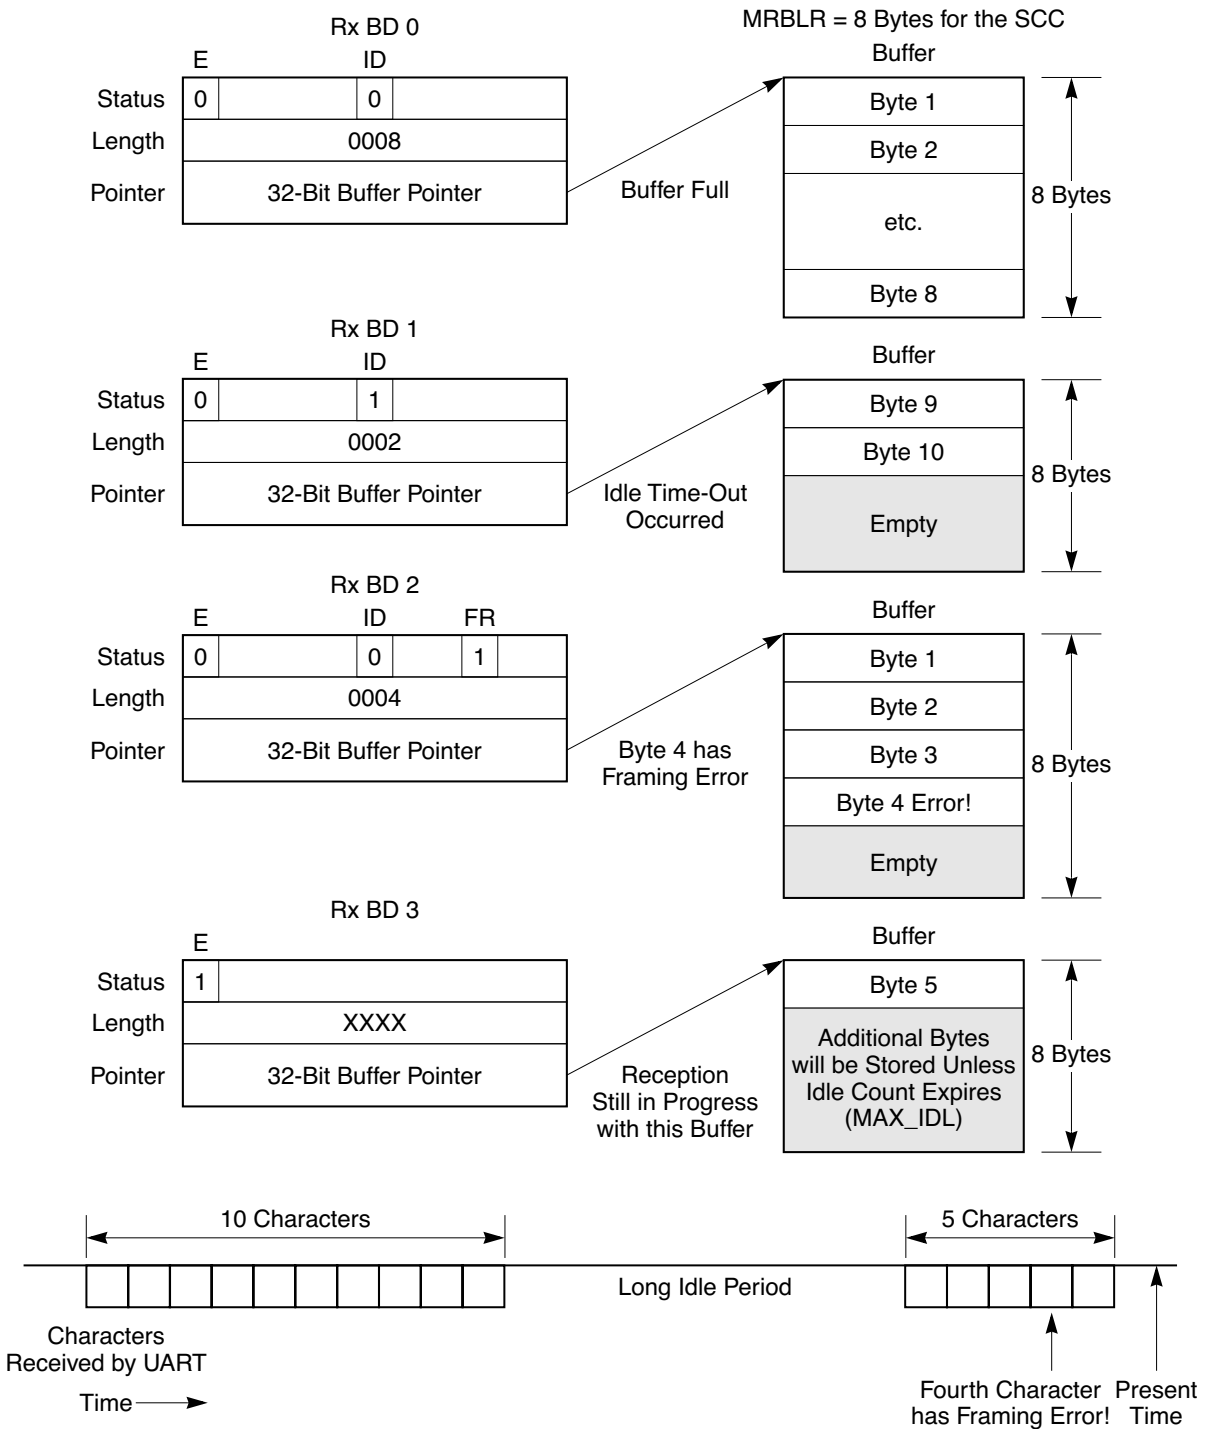 MRBLR = 8 Bytes for the SCC
Rx BD 0
Buffer
E ID
Status 0 0
Length 0008
Pointer 32-Bit Buffer Pointer
Buffer Full
Byte 1
Byte 2
etc.
Byte 8
8 Bytes
Rx BD 1
Buffer
E ID
Status 0 1
Length 0002
Pointer 32-Bit Buffer Pointer
Idle Time-Out
Occurred
Byte 9
Byte 10
Empty
8 Bytes
Rx BD 2
Buffer
E ID FR
Status 0 0 1
Length 0004
Pointer 32-Bit Buffer Pointer
Byte 4 has
Framing Error
Byte 1
Byte 2
Byte 3
Byte 4 Error!
Empty
8 Bytes
Rx BD 3
Buffer
E
Status 1
Length XXXX
Pointer 32-Bit Buffer Pointer
Reception
Still in Progress
with this Buffer
Byte 5
Additional Bytes
will be Stored Unless
Idle Count Expires
(MAX_IDL)
8 Bytes
10 Characters
5 Characters
Long Idle Period
Characters
Received by UART
Time
Fourth Character
has Framing Error!
Present
Time